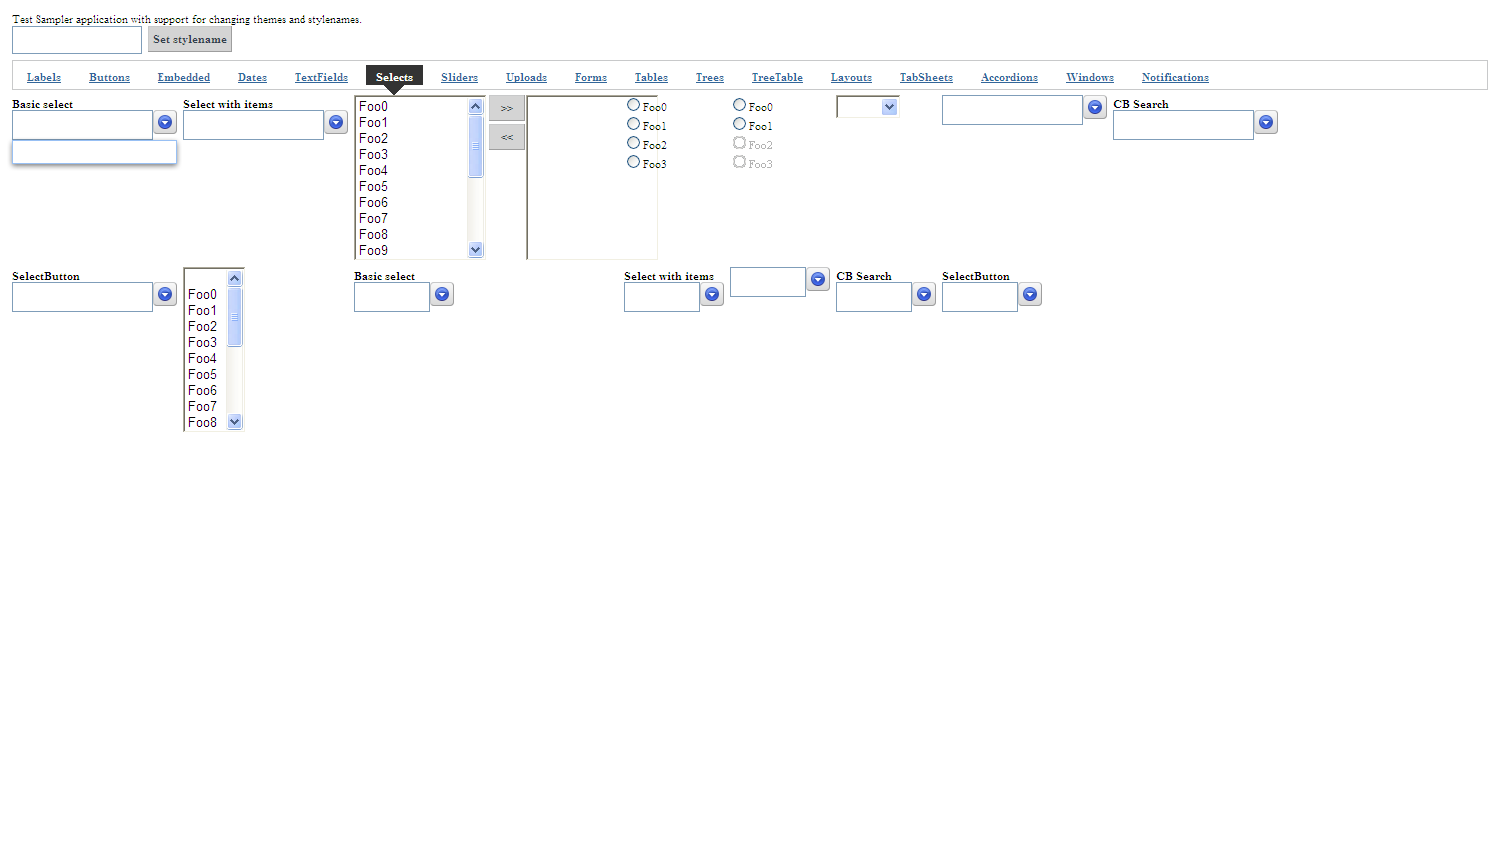 Test Sampler application with support for changing themes and stylenames.
Set stylename
Labels Buttons Embedded Dates TextFields Selects Sliders Uploads Forms Tables Trees TreeTable Layouts TabSheets Accordions Windows Notifications
Basic select
Select with items
Foo0
Foo1
Foo2
Foo3
Foo4
Foo5
Foo6
Foo7
Foo8
Foo9
>>
<<
Foo0
Foo1
Foo2
Foo3
Foo0
Foo1
Foo2
Foo3
CB Search
SelectButton
Foo0
Foo1
Foo2
Foo3
Foo4
Foo5
Foo6
Foo7
Foo8
Basic select
Select with items
CB Search
SelectButton